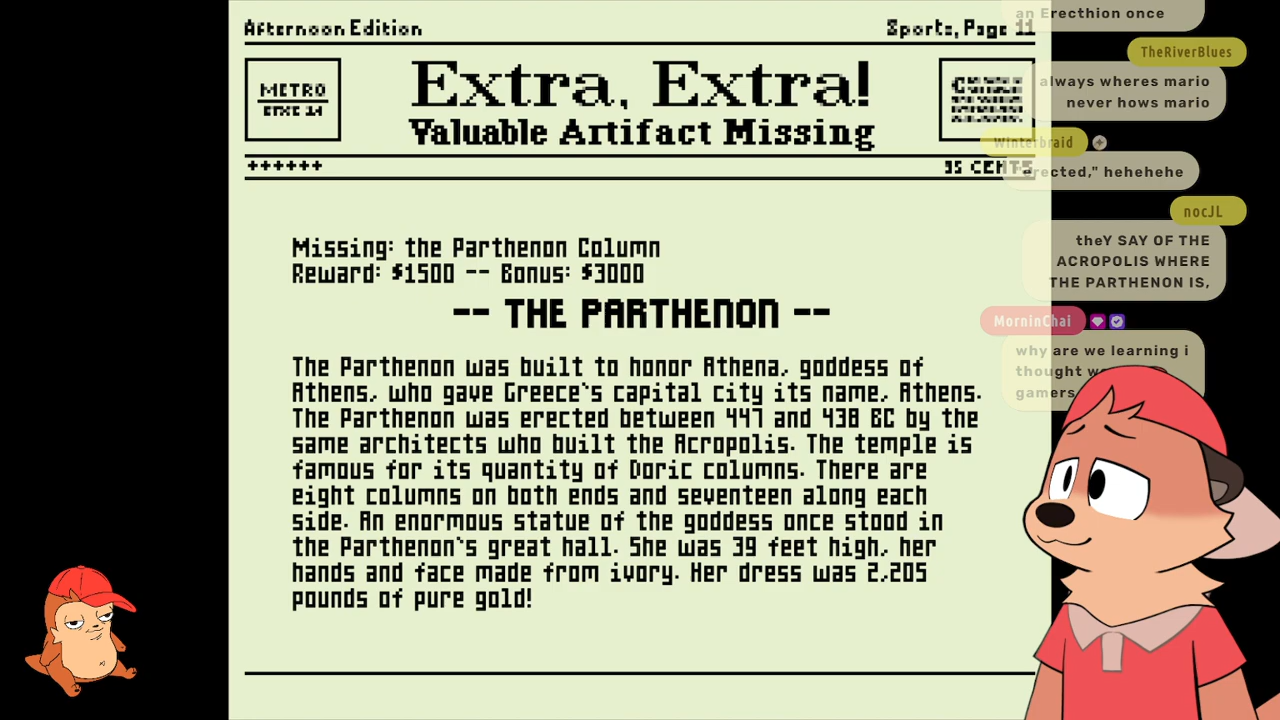 Afternoon Edition
Sports, Page 11
METRO
Extra, Extra!
Valuable Artifact Missing
++++++
95 CENTS
Missing: the Parthenon Column
Reward: $1500 -- Bonus: $3000
-- THE PARTHENON --
The Parthenon was built to honor Athena, goddess of
Athens, who gave Greece's capital city its name, Athens.
The Parthenon was erected between 447 and 438 BC by the
same architects who built the Acropolis. The temple is
famous for its quantity of Doric columns. There are
eight columns on both ends and seventeen along each
side. An enormous statue of the goddess once stood in
the Parthenon's great hall. She was 39 feet high, her
hands and face made from ivory. Her dress was 2,205
pounds of pure gold!
an Erecthion once
TheRiverBlues
always wheres mario
never hows mario
Winterbraid
erected," hehehehe
nocJL
theY SAY OF THE
ACROPOLIS WHERE
THE PARTHENON IS,
MorninChai
why are we learning i
thought
gamers